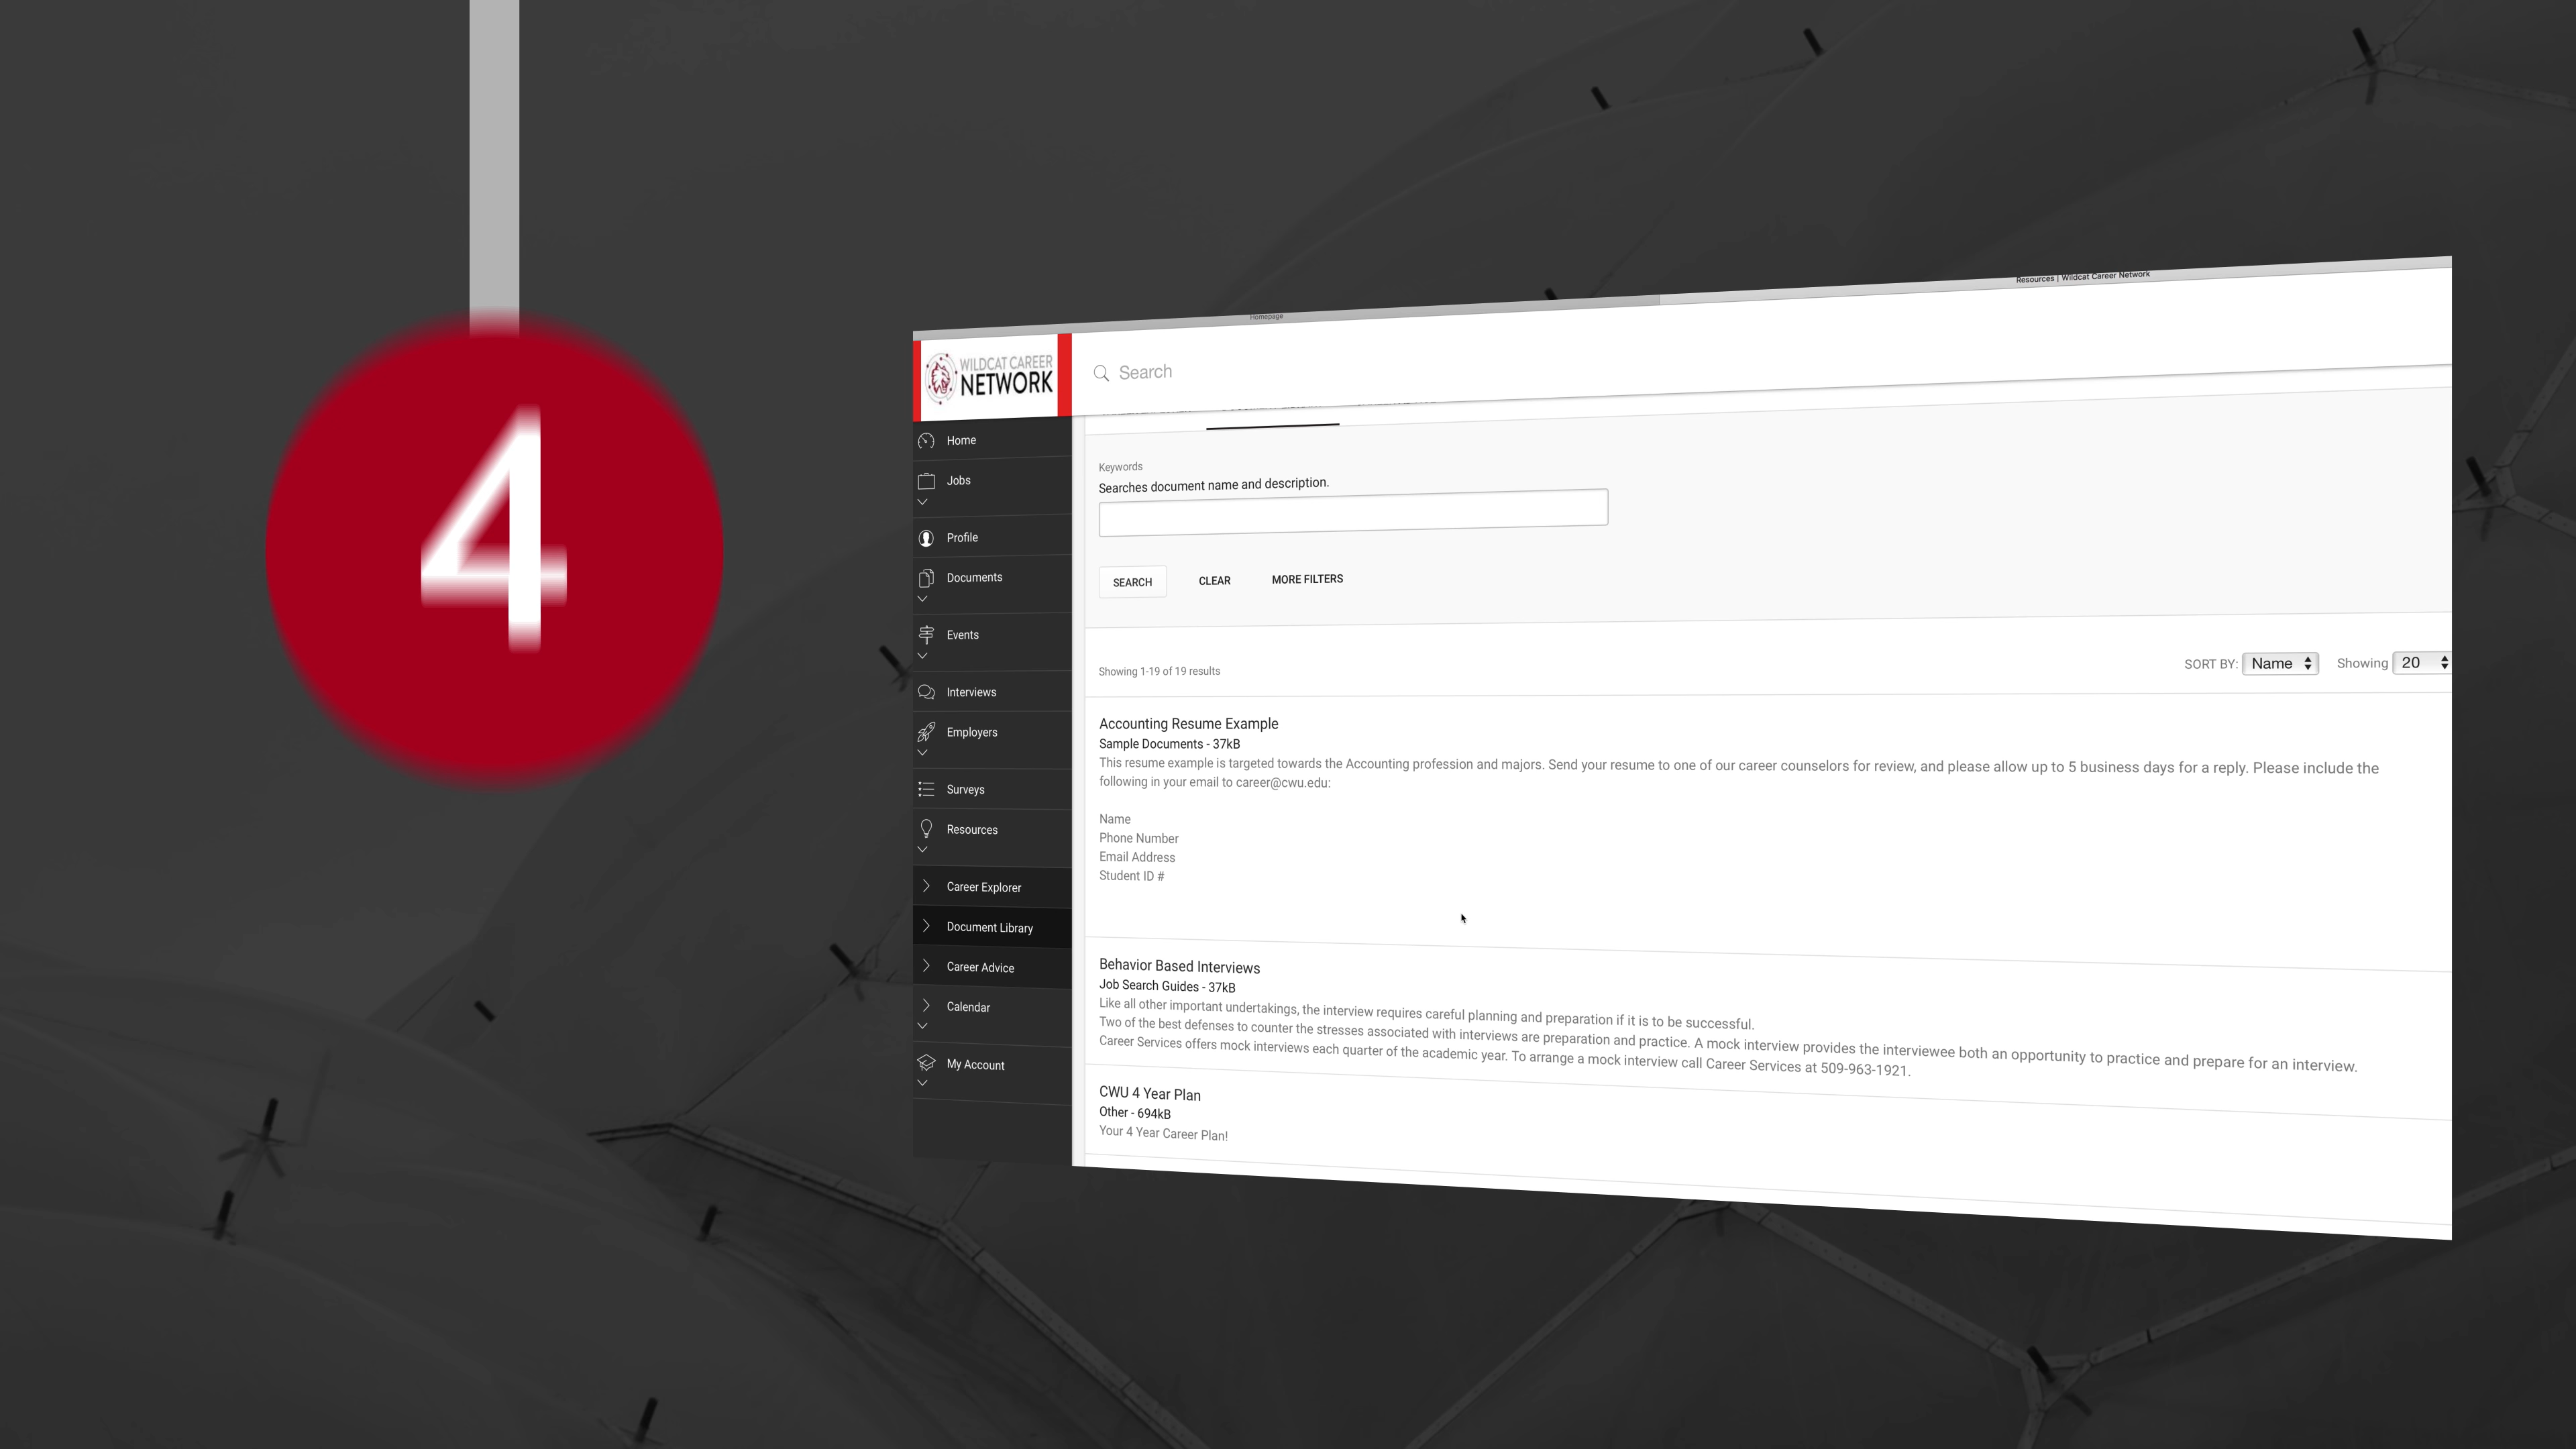 4
Homepage
Resources | Wildcat Career Network
WILDCAT CAREER
NETWORK
Search
Home
Jobs
Profile
Documents
Events
Interviews
Employers
Surveys
Resources
Career Explorer
Document Library
Career Advice
Calendar
My Account
Keywords
Searches document name and description.
SEARCH CLEAR MORE FILTERS
Showing 1-19 of 19 results
SORT BY: Name Showing 20
Accounting Resume Example
Sample Documents - 37kB
This resume example is targeted towards the Accounting profession and majors. Send your resume to one of our career counselors for review, and please allow up to 5 business days for a reply. Please include the
following in your email to career@cwu.edu:
Name
Phone Number
Email Address
Student ID #
Behavior Based Interviews
Job Search Guides - 37kB
Like all other important undertakings, the interview requires careful planning and preparation if it is to be successful.
Two of the best defenses to counter the stresses associated with interviews are preparation and practice. A mock interview provides the interviewee both an opportunity to practice and prepare for an interview.
Career Services offers mock interviews each quarter of the academic year. To arrange a mock interview call Career Services at 509-963-1921.
CWU 4 Year Plan
Other - 694kB
Your 4 Year Career Plan!